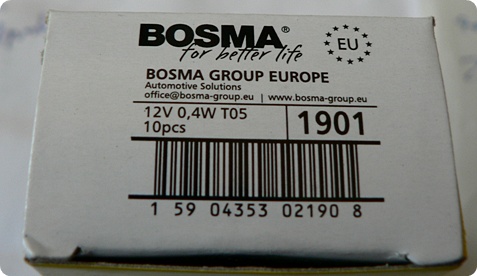 BOSMA®
for better life
EU
BOSMA GROUP EUROPE
Automotive Solutions
office@bosma-group.eu | www.bosma-group.eu
12V 0,4W T05
10pcs
1901
1 59 04353 02190 8